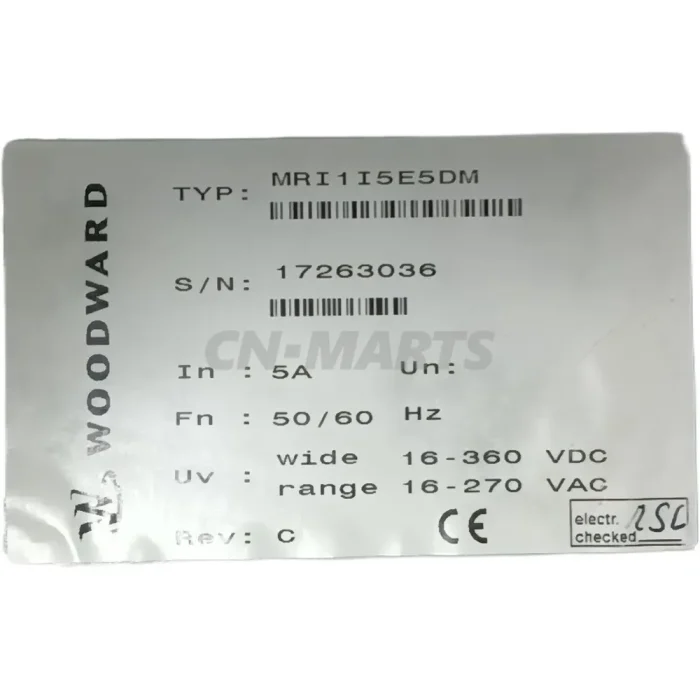 WOODWARD
TYP: MRI1I5E5DM
S/N: 17263036
CN-MARTS
In : 5A Un:
Fn : 50/60 Hz
Uv : wide 16-360 VDC
range 16-270 VAC
Rev: C CE
electr.
checked